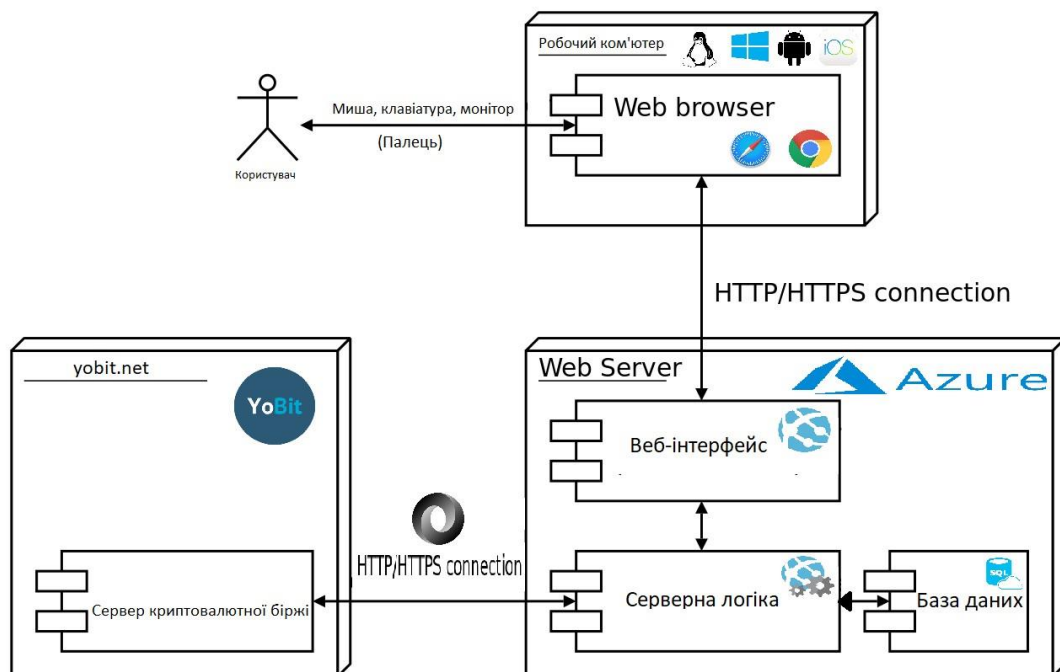 Робочий ком'ютер
iOS
Web browser
Миша, клавіатура, монітор
(Палець)
Користувач
HTTP/HTTPS connection
yobit.net
YoBit
Web Server
Azure
Веб-інтерфейс
HTTP/HTTPS connection
Сервер криптовалютної біржі
Серверна логіка
SQL
База даних